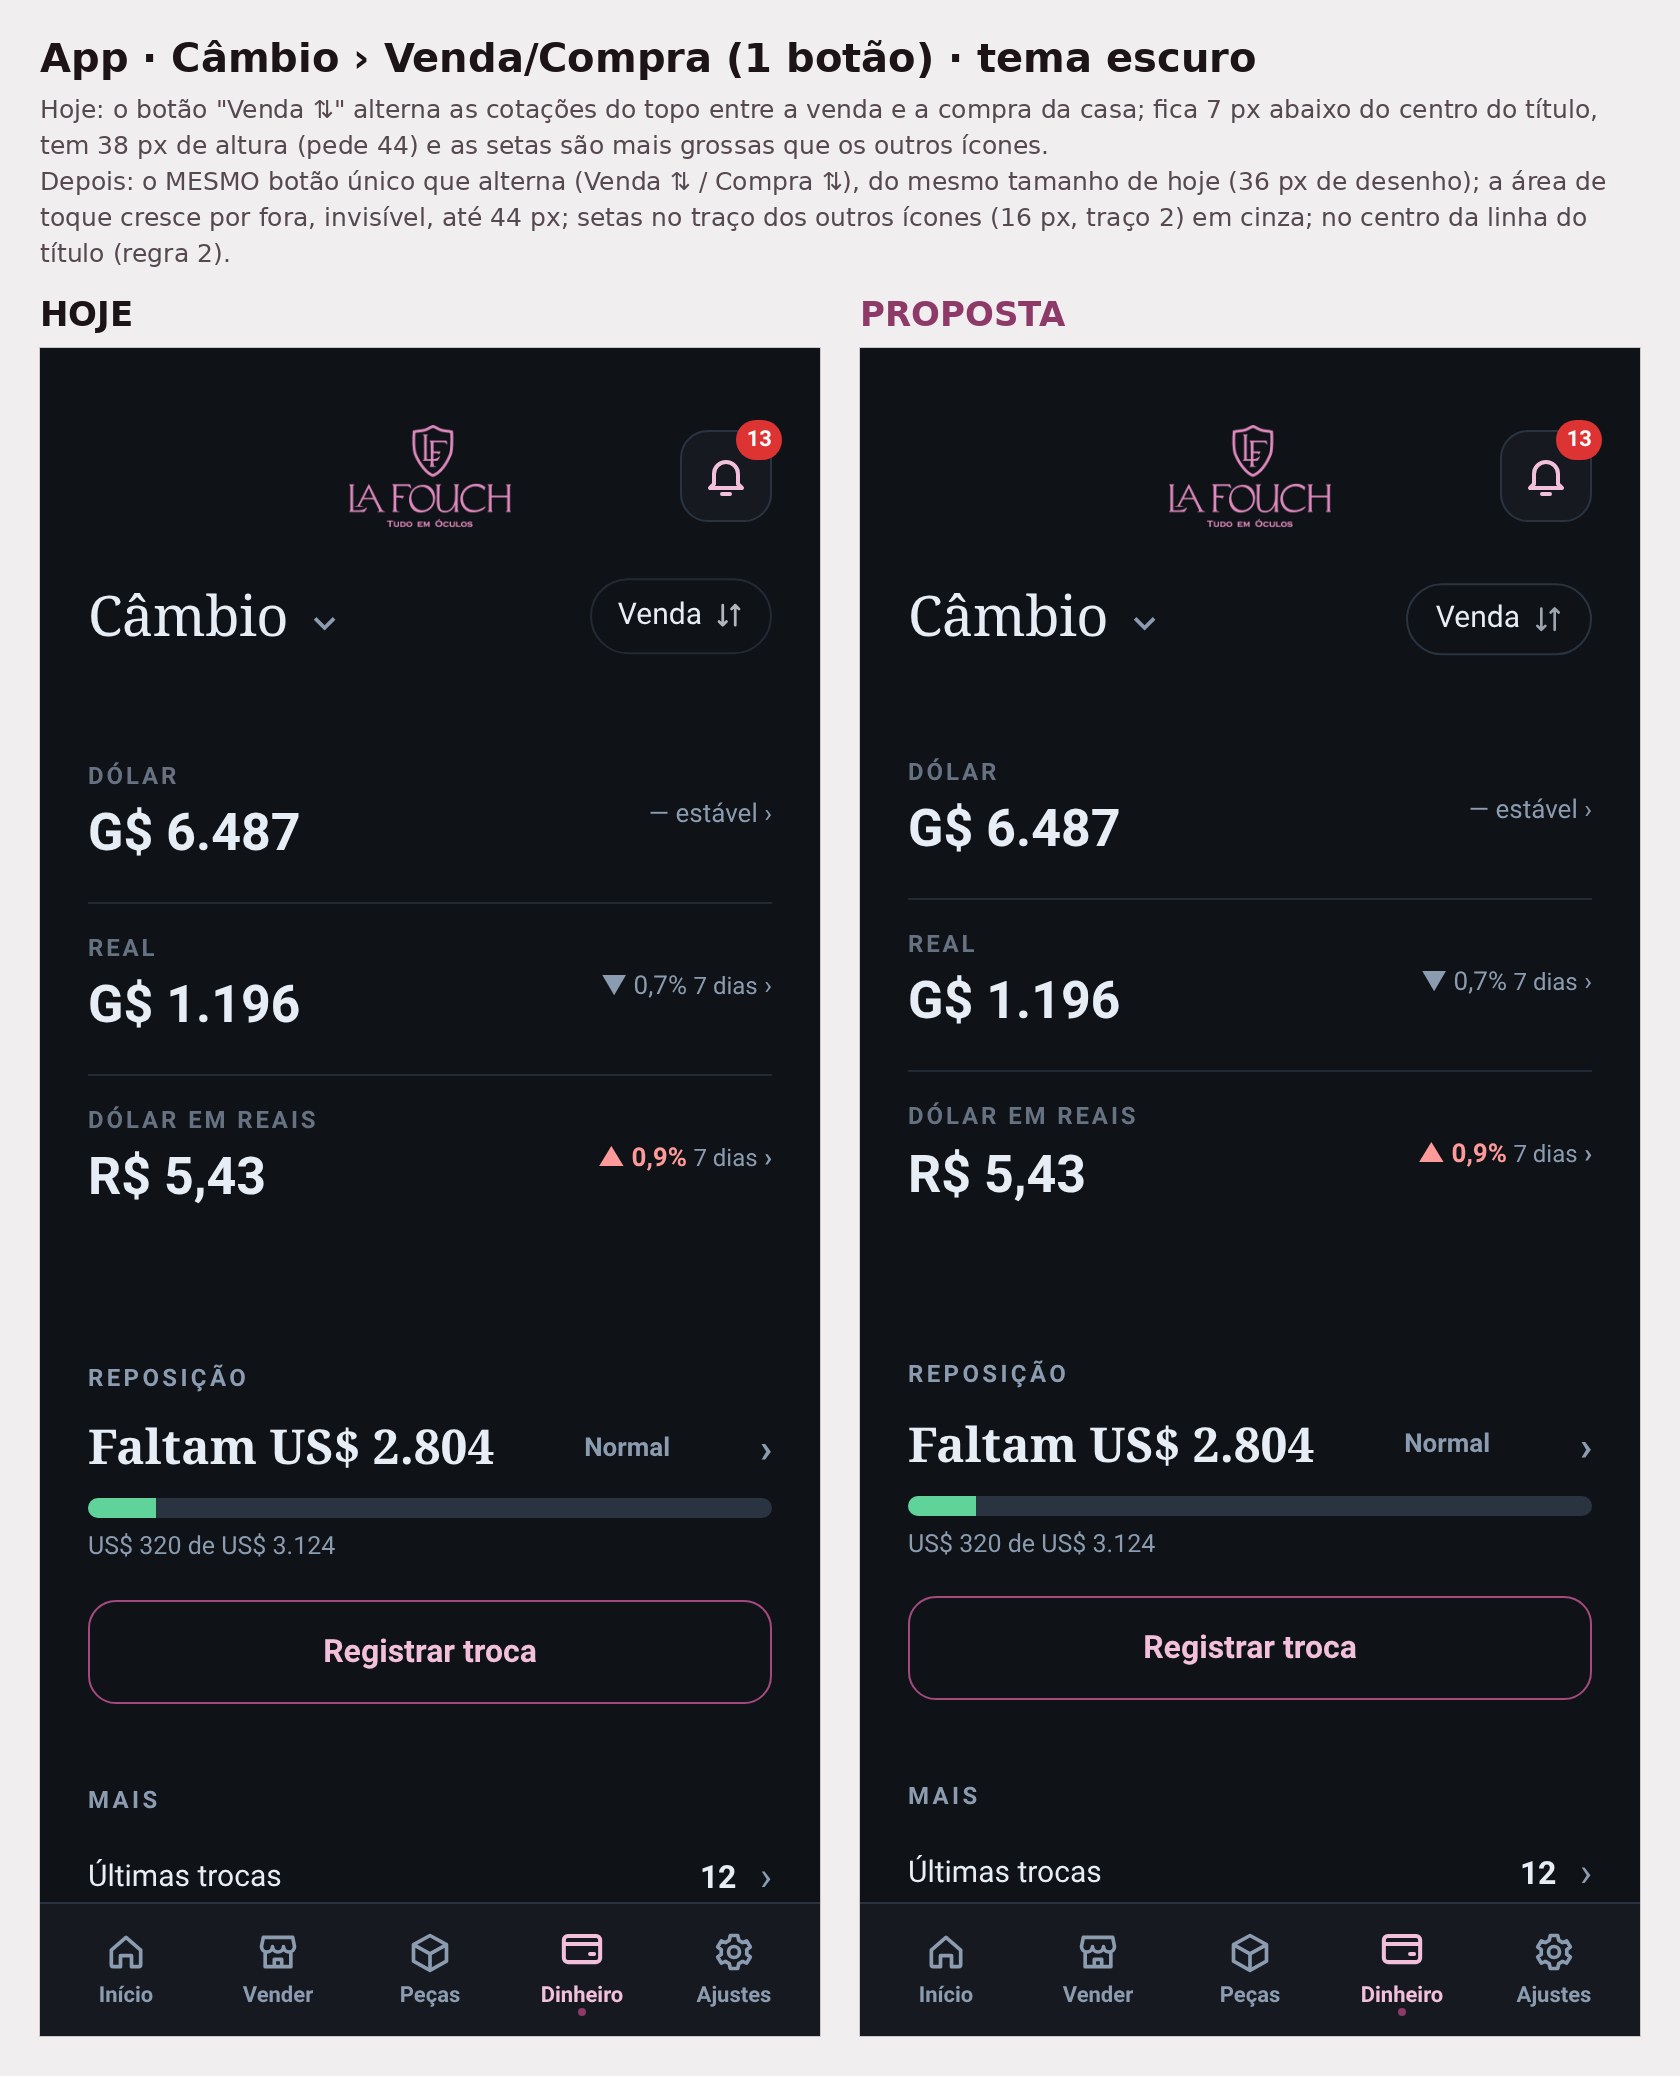 App · Câmbio › Venda/Compra (1 botão) · tema escuro
Hoje: o botão "Venda ⇅" alterna as cotações do topo entre a venda e a compra da casa; fica 7 px abaixo do centro do título,
tem 38 px de altura (pede 44) e as setas são mais grossas que os outros ícones.
Depois: o MESMO botão único que alterna (Venda ⇅ / Compra ⇅), do mesmo tamanho de hoje (36 px de desenho); a área de
toque cresce por fora, invisível, até 44 px; setas no traço dos outros ícones (16 px, traço 2) em cinza; no centro da linha do
título (regra 2).
HOJE
LF
LA FOUCH
TUDO EM ÓCULOS
13
Câmbio
Venda
DÓLAR
G$ 6.487
— estável ›
REAL
G$ 1.196
▼ 0,7% 7 dias ›
DÓLAR EM REAIS
R$ 5,43
▲ 0,9% 7 dias ›
REPOSIÇÃO
Faltam US$ 2.804
Normal ›
US$ 320 de US$ 3.124
Registrar troca
MAIS
Últimas trocas
12 ›
Início
Vender
Peças
Dinheiro
Ajustes
PROPOSTA
LF
LA FOUCH
TUDO EM ÓCULOS
13
Câmbio
Venda
DÓLAR
G$ 6.487
— estável ›
REAL
G$ 1.196
▼ 0,7% 7 dias ›
DÓLAR EM REAIS
R$ 5,43
▲ 0,9% 7 dias ›
REPOSIÇÃO
Faltam US$ 2.804
Normal ›
US$ 320 de US$ 3.124
Registrar troca
MAIS
Últimas trocas
12 ›
Início
Vender
Peças
Dinheiro
Ajustes